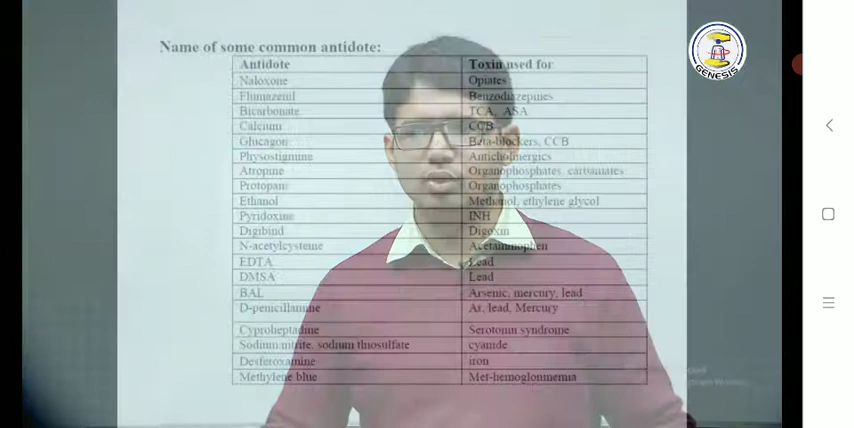 Name of some common antidote:
Antidote Toxin used for
Naloxone Opiates
Flumazenil Benzodiazepines
Bicarbonate TCA, ASA
Calcium CCB
Glucagon Beta-blockers, CCB
Physostigmine Anticholinergics
Atropine Organophosphates, carbamates
Protopam Organophosphates
Ethanol Methanol, ethylene glycol
Pyridoxine INH
Digibind Digoxin
N-acetylcysteine Acetaminophen
EDTA Lead
DMSA Lead
BAL Arsenic, mercury, lead
D-penicillamine Ar, lead, Mercury
Cyproheptadine Serotonin syndrome
Sodium nitrite, sodium thiosulfate cyanide
Desferoxamine iron
Methylene blue Met-hemoglonmemia
GENESIS